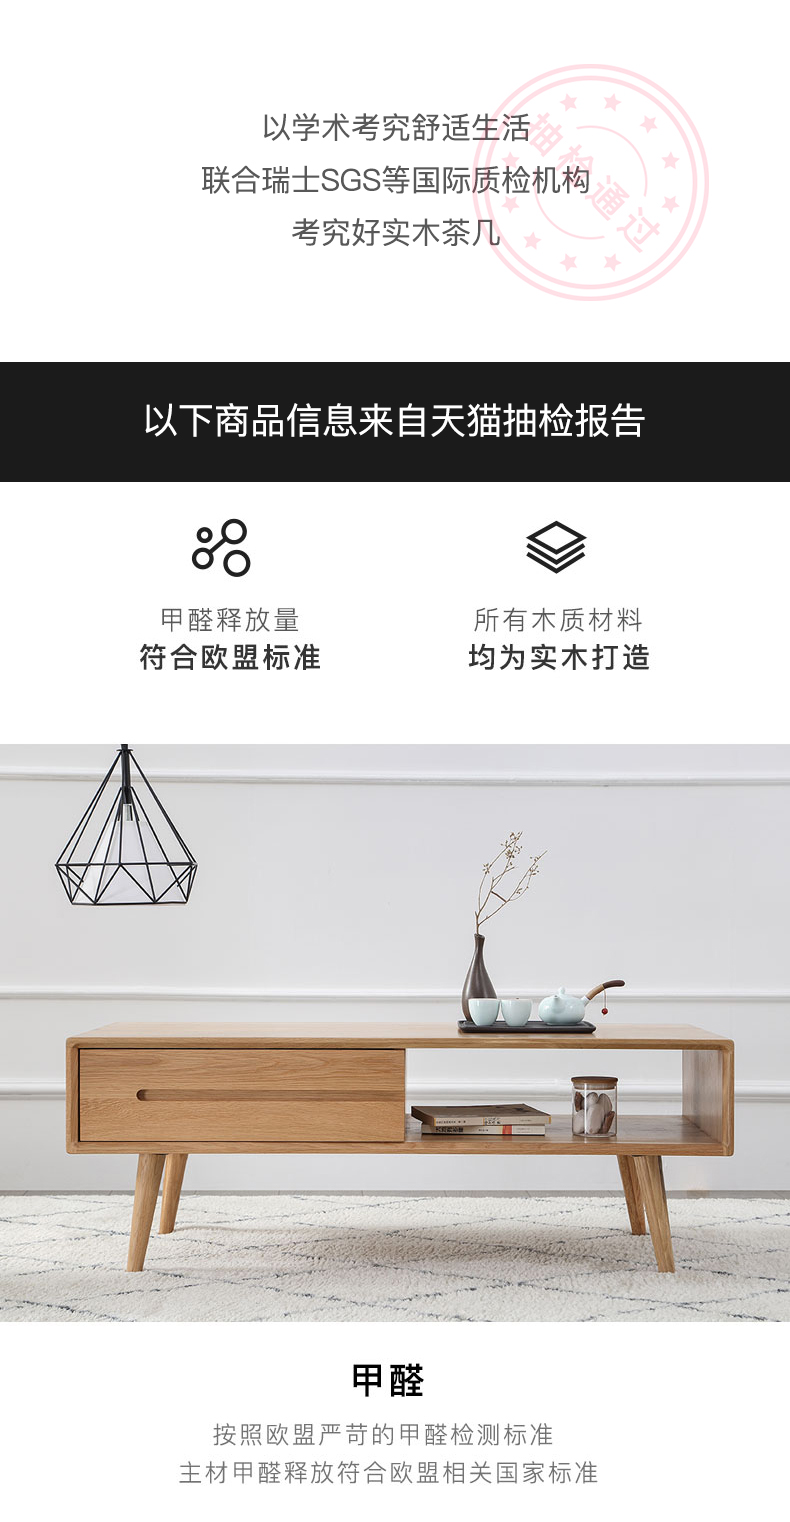 以学术考究舒适生活
联合瑞士SGS等国际质检机构
考究好实木茶几
抽检通过
以下商品信息来自天猫抽检报告
甲醛释放量
符合欧盟标准
所有木质材料
均为实木打造
甲醛
按照欧盟严苛的甲醛检测标准
主材甲醛释放符合欧盟相关国家标准